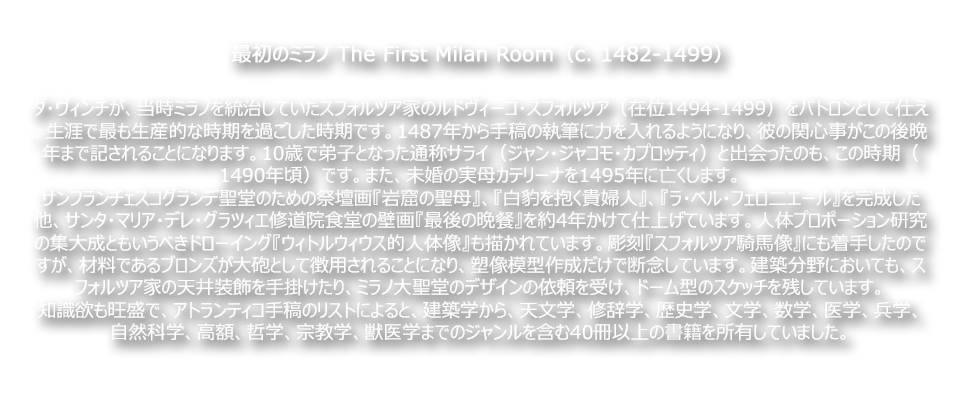 最初のミラノ The First Milan Room（c. 1482-1499）
ダ・ヴィンチが、当時ミラノを統治していたスフォルツァ家のルドヴィーコ・スフォルツァ（在位1494-1499）をパトロンとして仕え
、生涯で最も生産的な時期を過ごした時期です。1487年から手稿の執筆に力を入れるようになり、彼の関心事がこの後晩
年まで記されることになります。10歳で弟子となった通称サライ（ジャン・ジャコモ・カプロッティ）と出会ったのも、この時期（
1490年頃）です。また、未婚の実母カテリーナを1495年に亡くします。
サンフランチェスコグランデ聖堂のための祭壇画『岩窟の聖母』、『白貂を抱く貴婦人』、『ラ・ベル・フェロニエール』を完成した
他、サンタ・マリア・デレ・グラツィエ修道院食堂の壁画『最後の晩餐』を約4年かけて仕上げています。人体プロポーション研究
の集大成ともいうべきドローイング『ウィトルウィウス的人体像』も描かれています。彫刻『スフォルツァ騎馬像』にも着手したので
すが、材料であるブロンズが大砲として徴用されることになり、塑像模型作成だけで断念しています。建築分野においても、ス
フォルツァ家の天井装飾を手掛けたり、ミラノ大聖堂のデザインの依頼を受け、ドーム型のスケッチを残しています。
知識欲も旺盛で、アトランティコ手稿のリストによると、建築学から、天文学、修辞学、歴史学、文学、数学、医学、兵学、
自然科学、高額、哲学、宗教学、獣医学までのジャンルを含む40冊以上の書籍を所有していました。